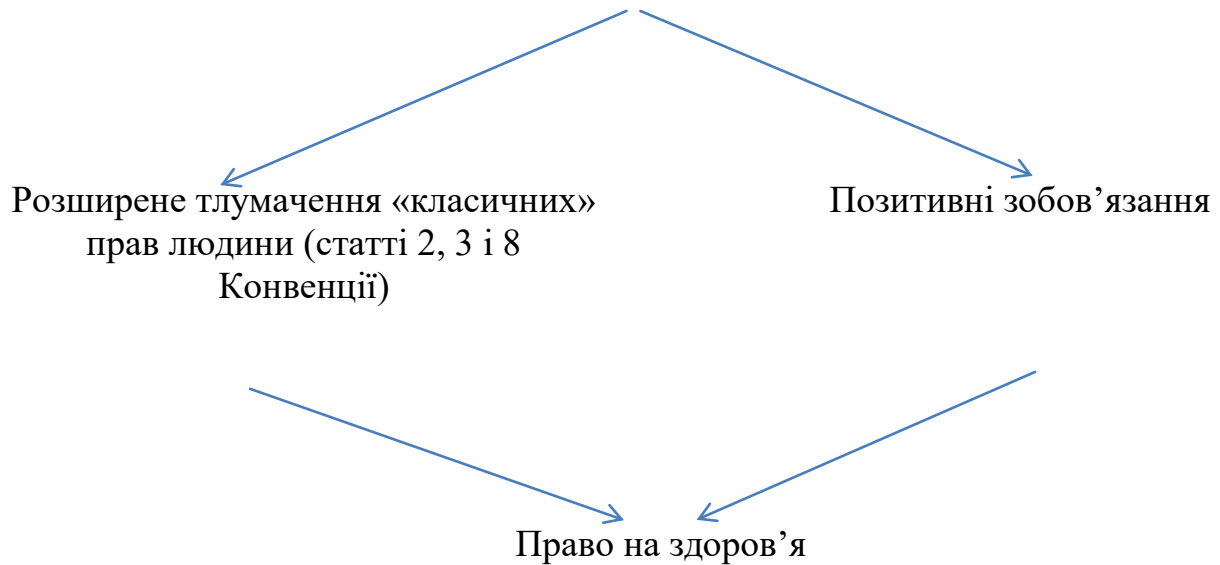 Розширене тлумачення «класичних»
прав людини (статті 2, 3 і 8
Конвенції)
Позитивні зобов’язання
Право на здоров’я